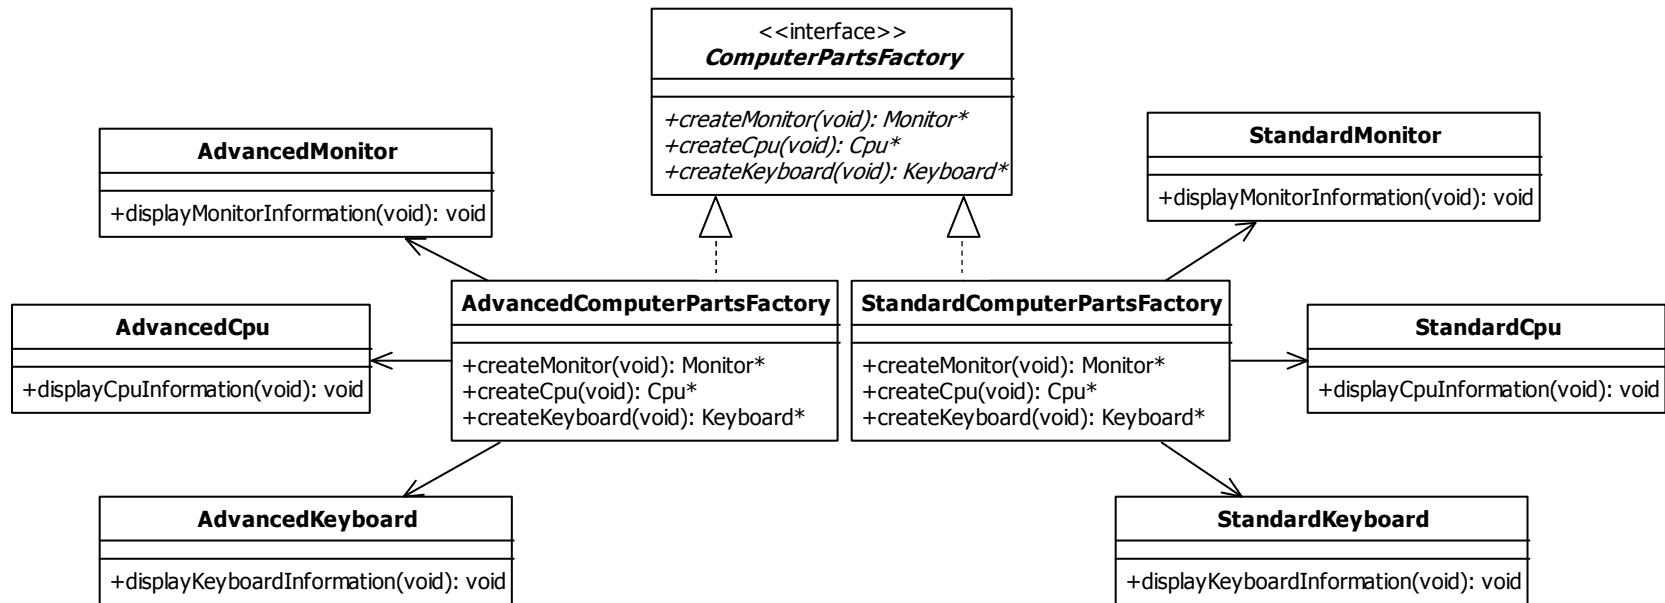 <<interface>>
ComputerPartsFactory
+createMonitor(void): Monitor*
+createCpu(void): Cpu*
+createKeyboard(void): Keyboard*
AdvancedMonitor
+displayMonitorInformation(void): void
StandardMonitor
+displayMonitorInformation(void): void
AdvancedCpu
+displayCpuInformation(void): void
AdvancedComputerPartsFactory
+createMonitor(void): Monitor*
+createCpu(void): Cpu*
+createKeyboard(void): Keyboard*
StandardComputerPartsFactory
+createMonitor(void): Monitor*
+createCpu(void): Cpu*
+createKeyboard(void): Keyboard*
StandardCpu
+displayCpuInformation(void): void
AdvancedKeyboard
+displayKeyboardInformation(void): void
StandardKeyboard
+displayKeyboardInformation(void): void